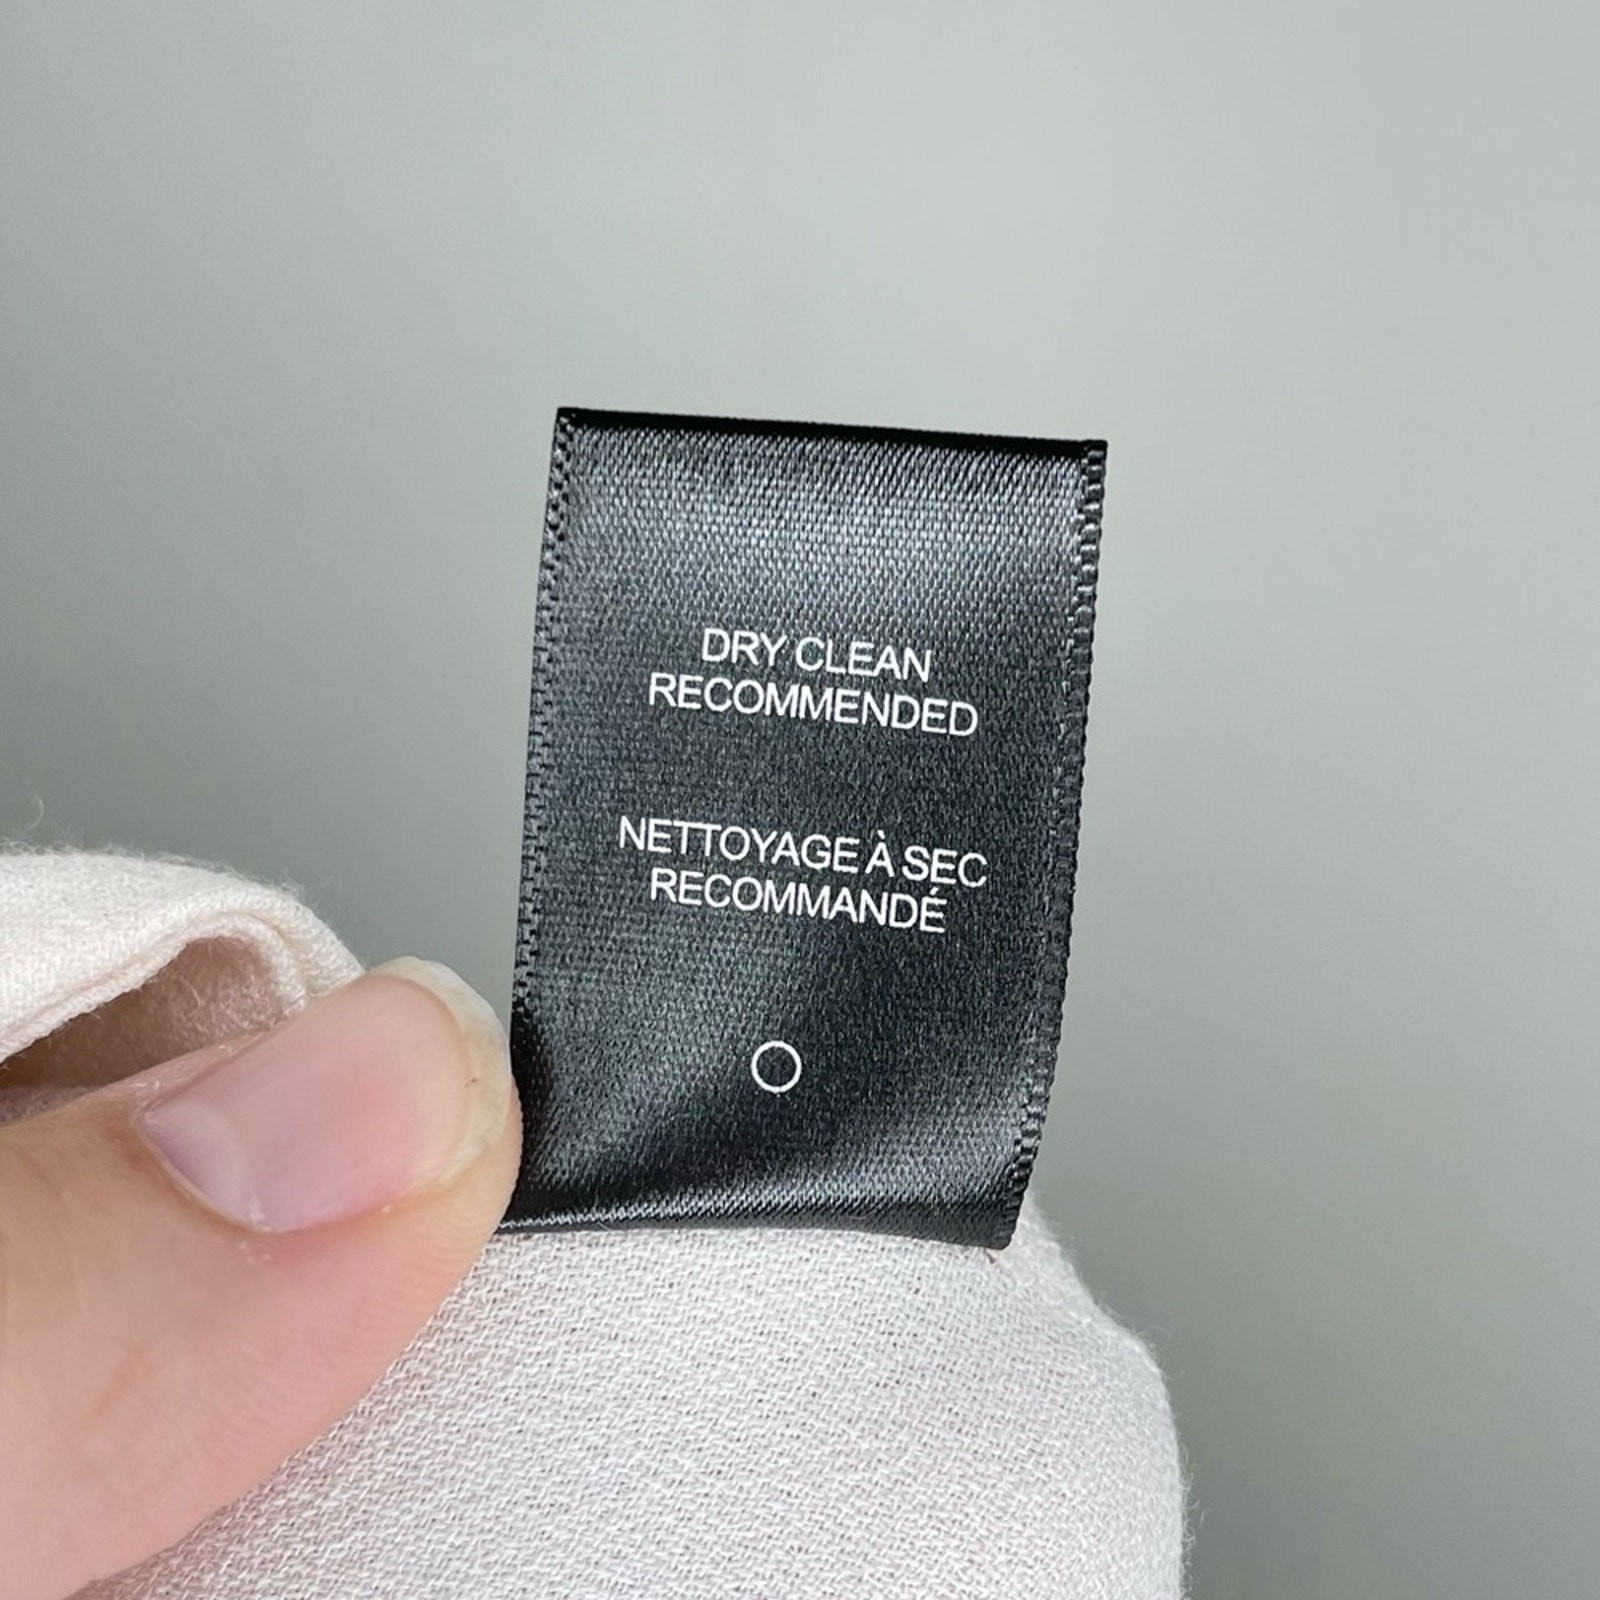 DRY CLEAN
RECOMMENDED
NETTOYAGE À SEC
RECOMMANDÉ